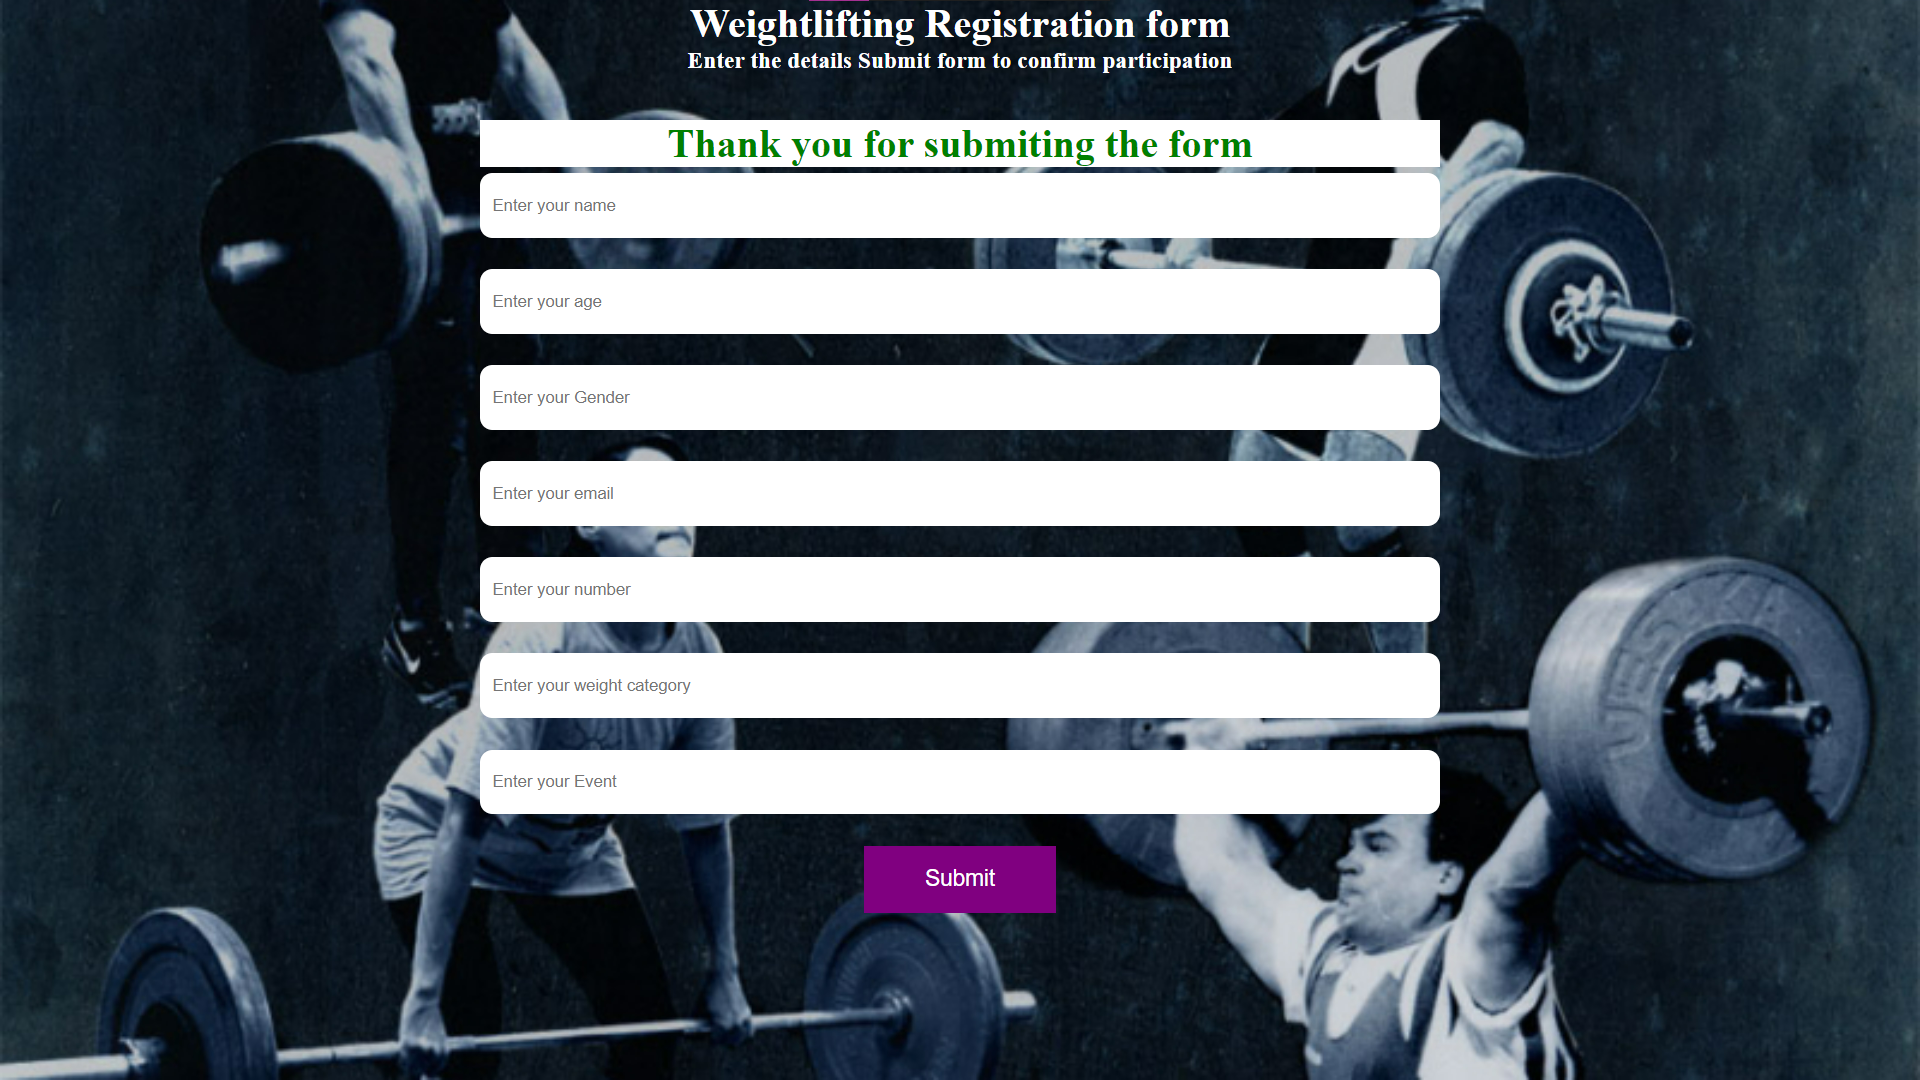 Weightlifting Registration form
Enter the details Submit form to confirm participation
Thank you for submiting the form
Enter your name
Enter your age
Enter your Gender
Enter your email
Enter your number
Enter your weight category
Enter your Event
Submit